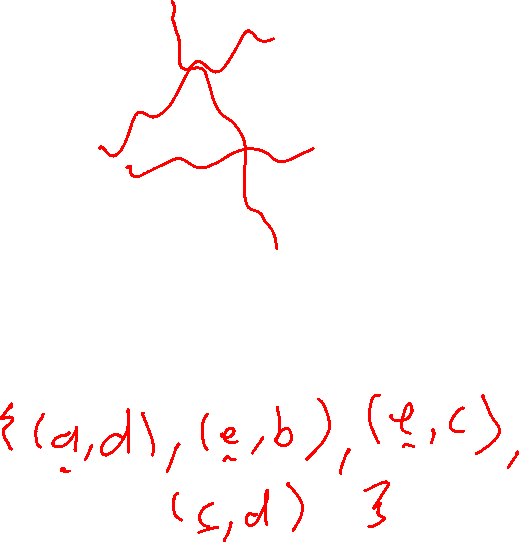 {(a,d), (e,b), (e,c),
(c,d) }